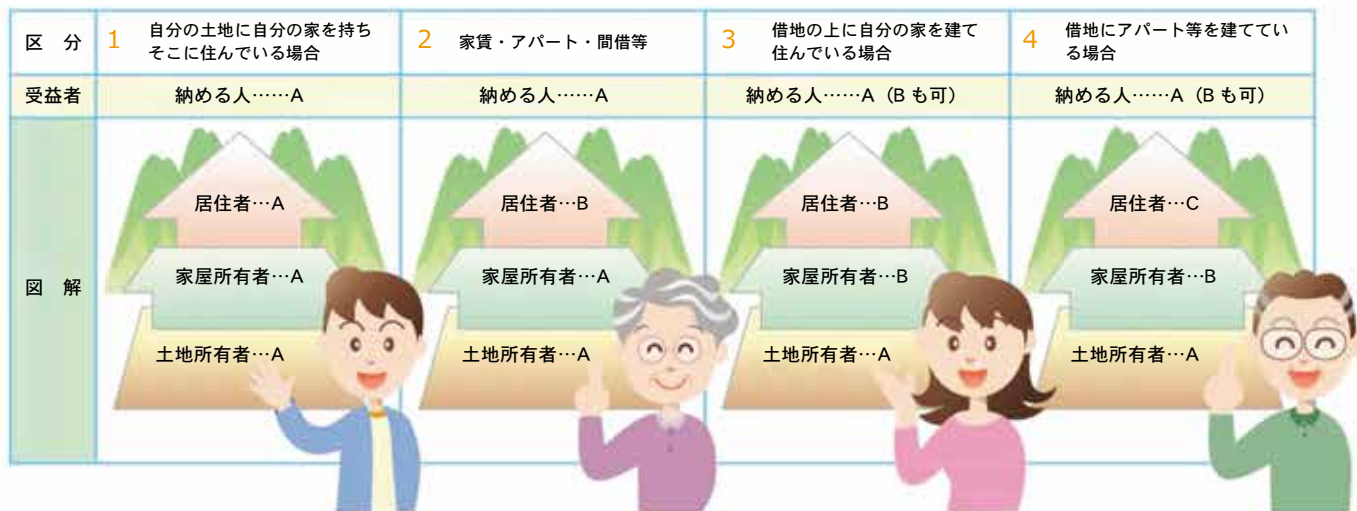 区 分
1 自分の土地に自分の家を持ち
そこに住んでいる場合
2 家賃・アパート・間借等
3 借地の上に自分の家を建て
住んでいる場合
4 借地にアパート等を建ててい
る場合
受益者
納める人……A
納める人……A
納める人……A（B も可）
納める人……A（B も可）
図 解
居住者…A
家屋所有者…A
土地所有者…A
居住者…B
家屋所有者…A
土地所有者…A
居住者…B
家屋所有者…B
土地所有者…A
居住者…C
家屋所有者…B
土地所有者…A